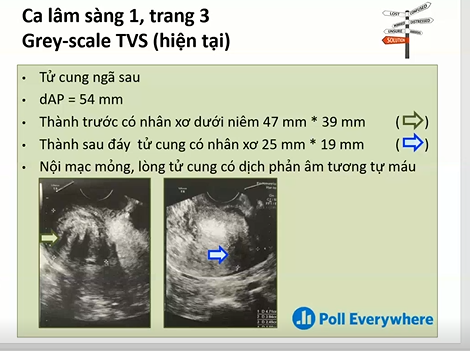 Ca lâm sàng 1, trang 3
Grey-scale TVS (hiện tại)
LOST
CONFUSED
UNSURE
SOLUTION
• Tử cung ngã sau
• dAP = 54 mm
• Thành trước có nhân xơ dưới niêm 47 mm * 39 mm ( )
• Thành sau đáy tử cung có nhân xơ 25 mm * 19 mm ( )
• Nội mạc mỏng, lòng tử cung có dịch phản âm tương tự máu
Poll Everywhere